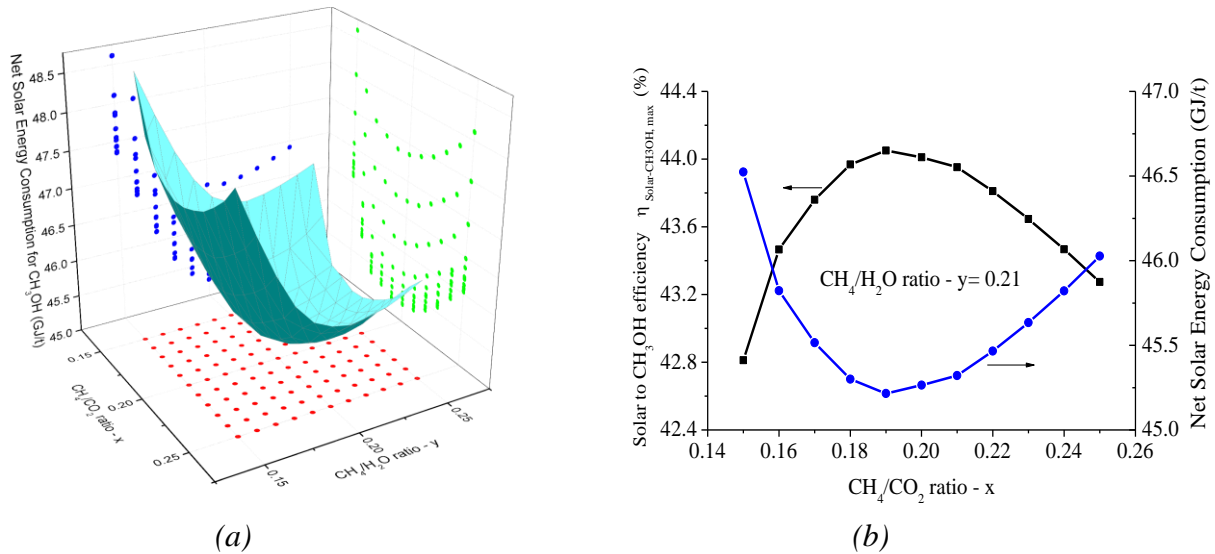 Net Solar Energy Consumption for CH₃OH (GJ/t)
48.5
48.0
47.5
47.0
46.5
46.0
45.5
45.0
0.15
0.20
0.25
CH₄/CO₂ ratio - x
0.15
0.20
0.25
CH₄/H₂O ratio - y
(a)
Solar to CH₃OH efficiency η Solar-CH3OH, max (%)
44.4
44.0
43.6
43.2
42.8
42.4
CH₄/H₂O ratio - y= 0.21
47.0
46.5
46.0
45.5
45.0
Net Solar Energy Consumption (GJ/t)
0.14 0.16 0.18 0.20 0.22 0.24 0.26
CH₄/CO₂ ratio - x
(b)